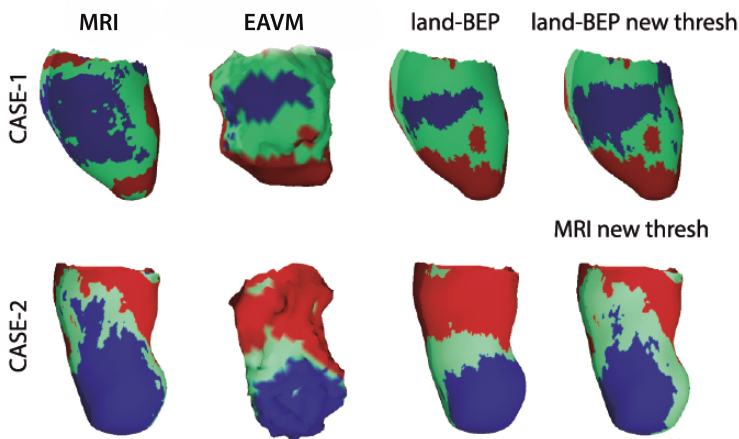 MRI EAVM land-BEP land-BEP new thresh
CASE-1
MRI new thresh
CASE-2